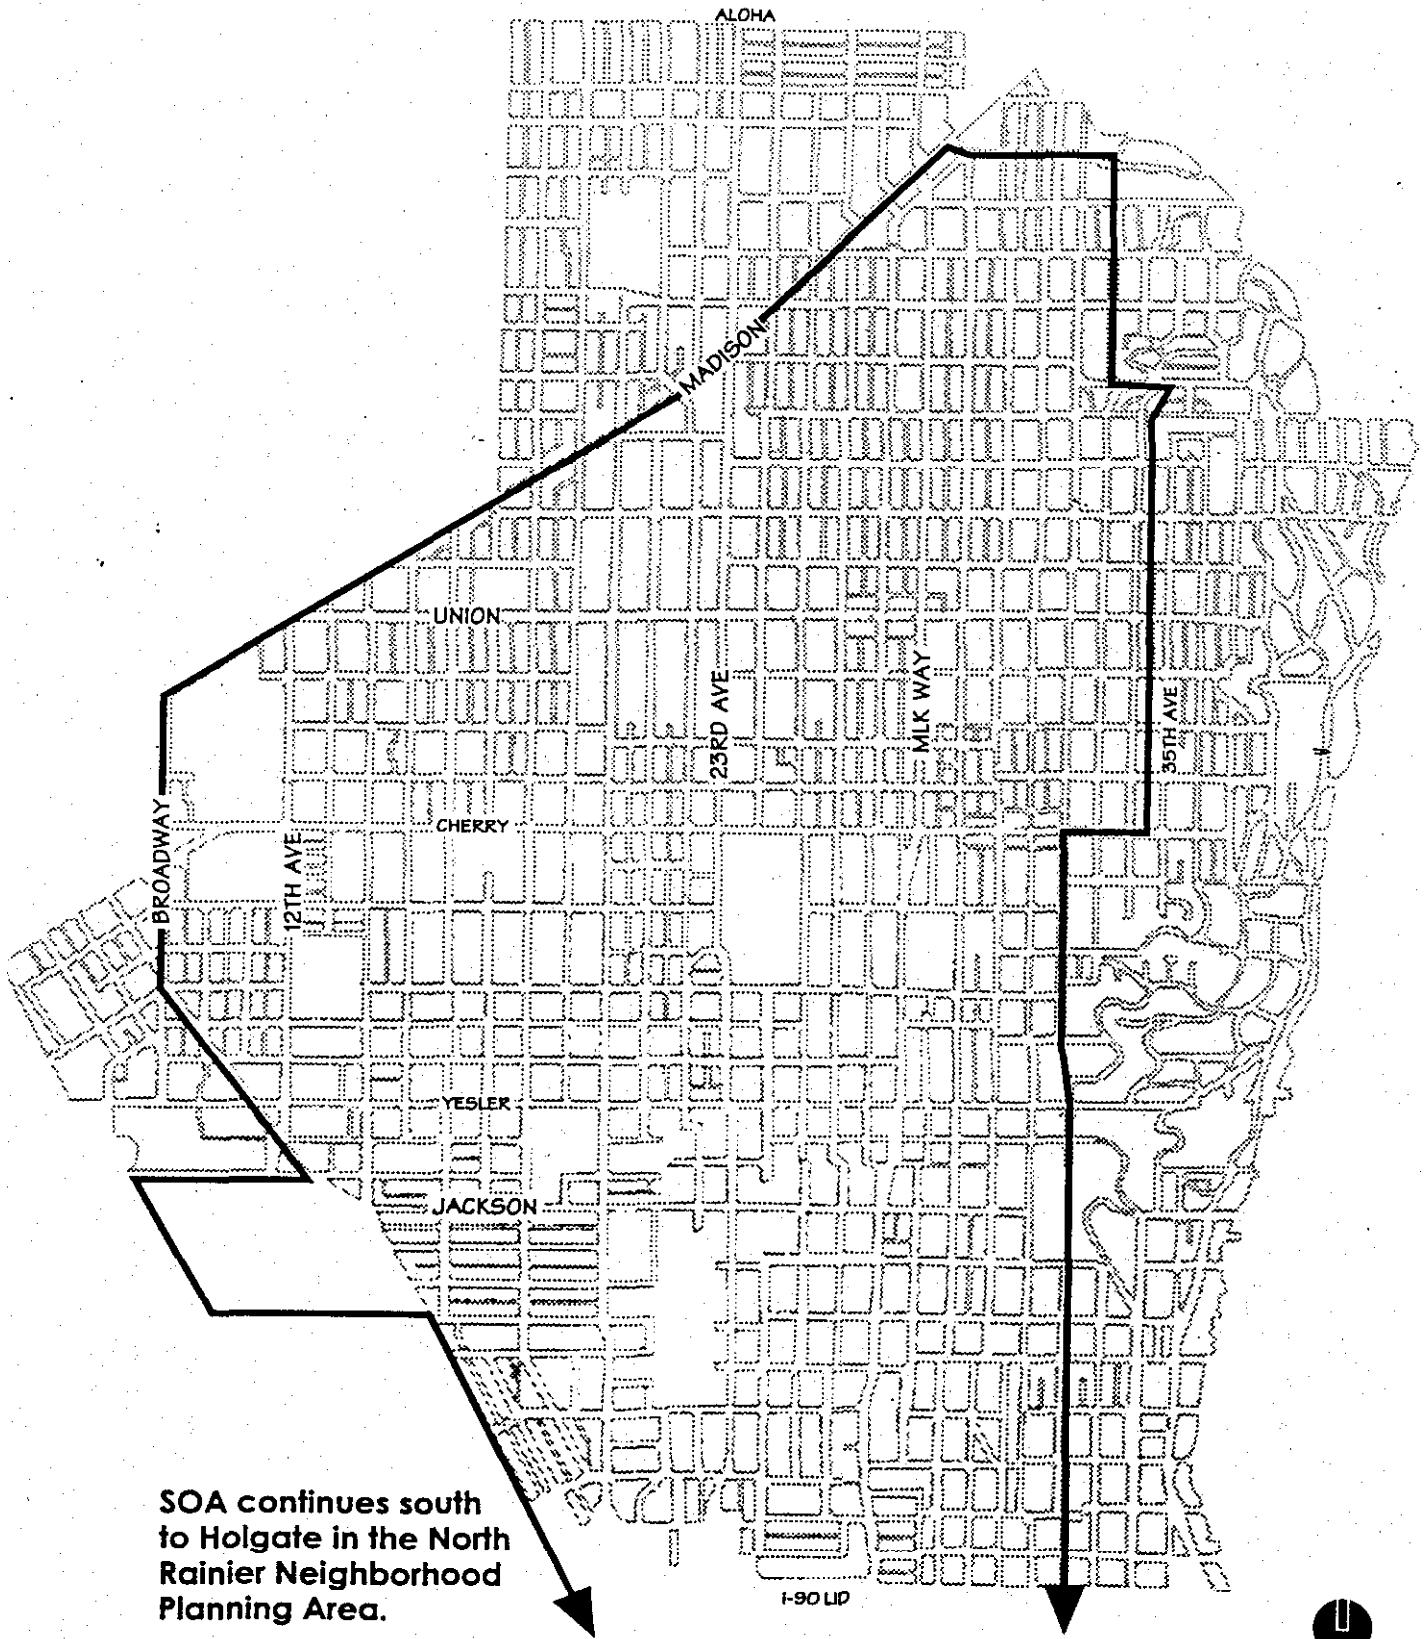 ALOHA
MADISON
UNION
23RD AVE
MLK WAY
35TH AVE
BROADWAY
12TH AVE
CHERRY
YESLER
JACKSON
SOA continues south
to Holgate in the North
Rainier Neighborhood
Planning Area.
I-90 LID